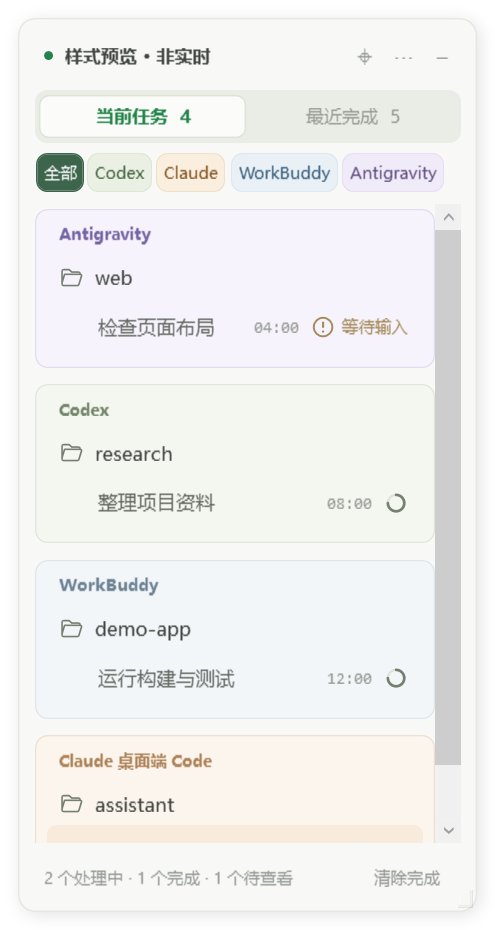 样式预览·非实时
当前任务 4 最近完成 5
全部 Codex Claude WorkBuddy Antigravity
Antigravity
web
检查页面布局 04:00 等待输入
Codex
research
整理项目资料 08:00
WorkBuddy
demo-app
运行构建与测试 12:00
Claude 桌面端 Code
assistant
2 个处理中 · 1 个完成 · 1 个待查看 清除完成